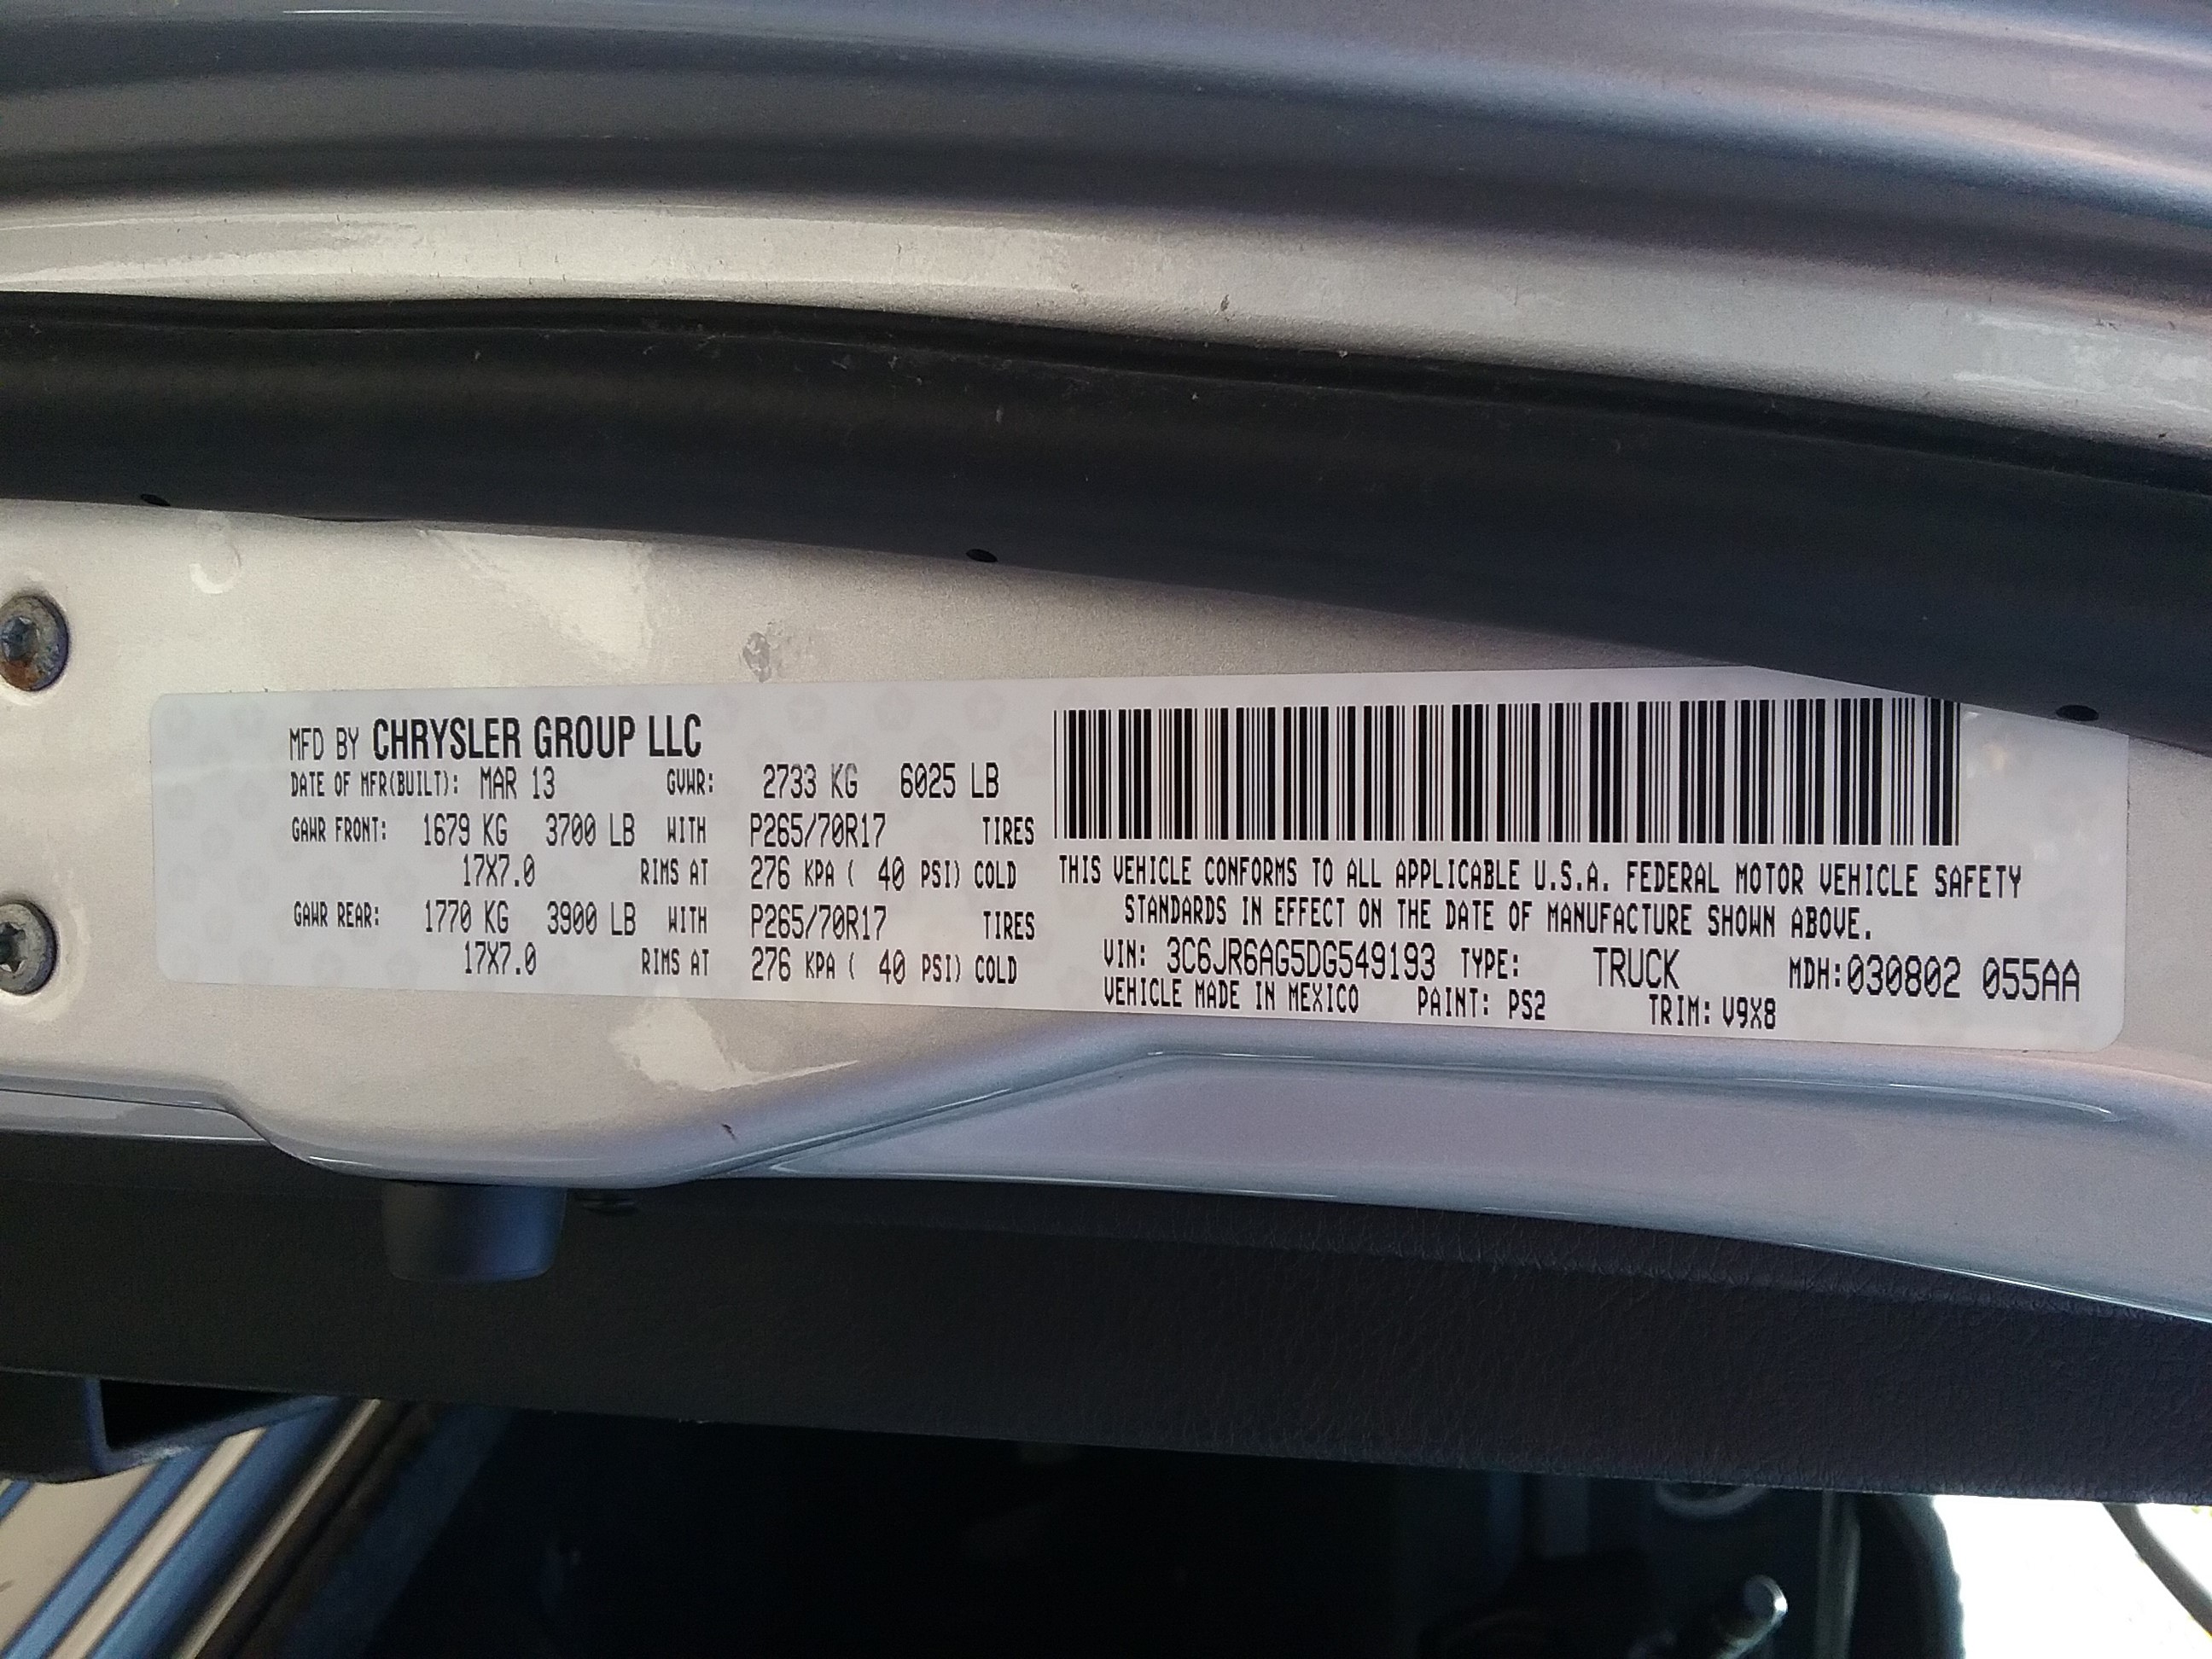 MFD BY CHRYSLER GROUP LLC
DATE OF MFR(BUILT): MAR 13 GVWR: 2733 KG 6025 LB
GAWR FRONT: 1679 KG 3700 LB WITH P265/70R17 TIRES
17X7.0 RIMS AT 276 KPA ( 40 PSI) COLD
GAWR REAR: 1770 KG 3900 LB WITH P265/70R17 TIRES
17X7.0 RIMS AT 276 KPA ( 40 PSI) COLD
THIS VEHICLE CONFORMS TO ALL APPLICABLE U.S.A. FEDERAL MOTOR VEHICLE SAFETY
STANDARDS IN EFFECT ON THE DATE OF MANUFACTURE SHOWN ABOVE.
VIN: 3C6JR6AG5DG549193 TYPE: TRUCK MDH:030802 055AA
VEHICLE MADE IN MEXICO PAINT: PS2 TRIM: V9X8